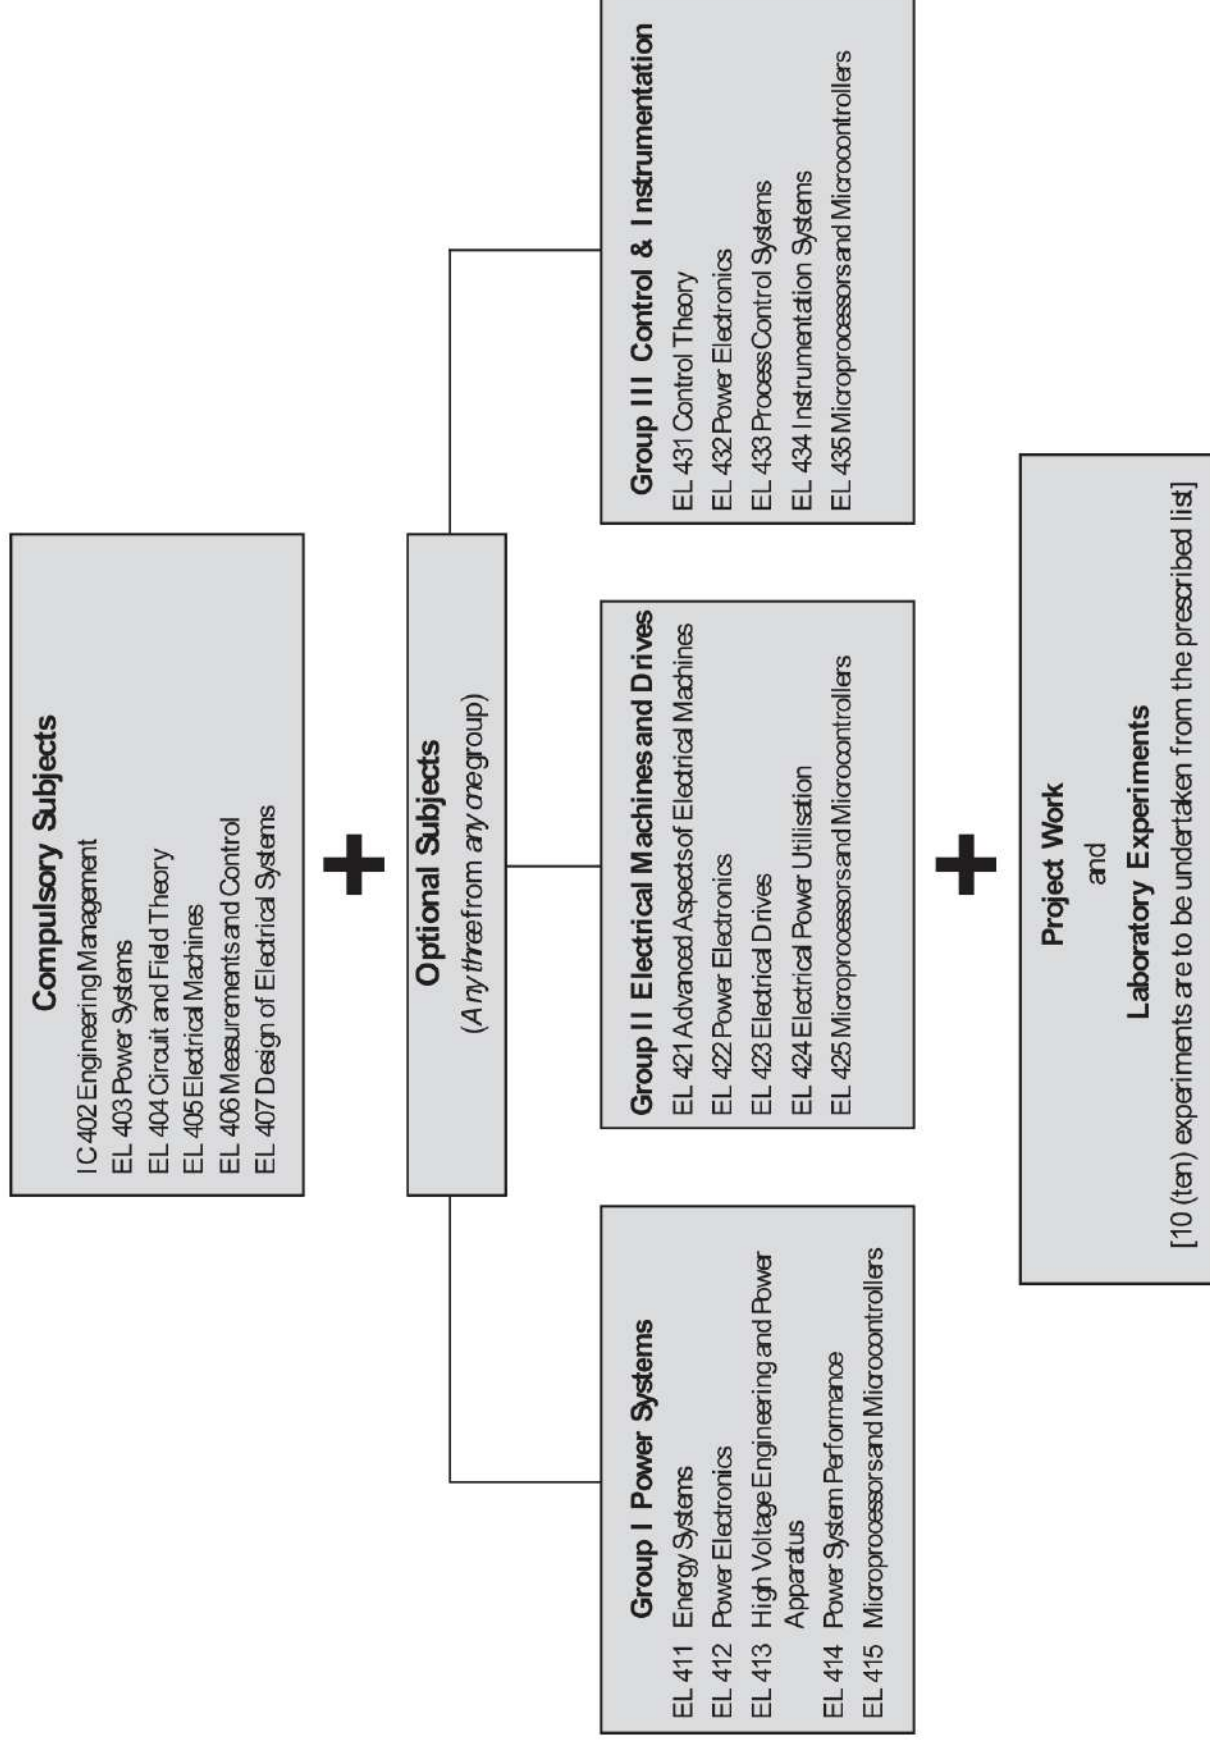 Compulsory Subjects
IC 402 Engineering Management
EL 403 Power Systems
EL 404 Circuit and Field Theory
EL 405 Electrical Machines
EL 406 Measurements and Control
EL 407 Design of Electrical Systems
+
Optional Subjects
(Any three from any one group)
Group I Power Systems
EL 411 Energy Systems
EL 412 Power Electronics
EL 413 High Voltage Engineering and Power
Apparatus
EL 414 Power System Performance
EL 415 Microprocessors and Microcontrollers
Group II Electrical Machines and Drives
EL 421 Advanced Aspects of Electrical Machines
EL 422 Power Electronics
EL 423 Electrical Drives
EL 424 Electrical Power Utilisation
EL 425 Microprocessors and Microcontrollers
Group III Control & Instrumentation
EL 431 Control Theory
EL 432 Power Electronics
EL 433 Process Control Systems
EL 434 Instrumentation Systems
EL 435 Microprocessors and Microcontrollers
+
Project Work
and
Laboratory Experiments
[10 (ten) experiments are to be undertaken from the prescribed list]